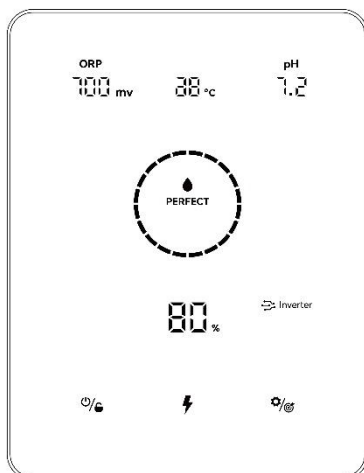 ORP
700 mv
28 °C
pH
7.2
PERFECT
80 %
Inverter